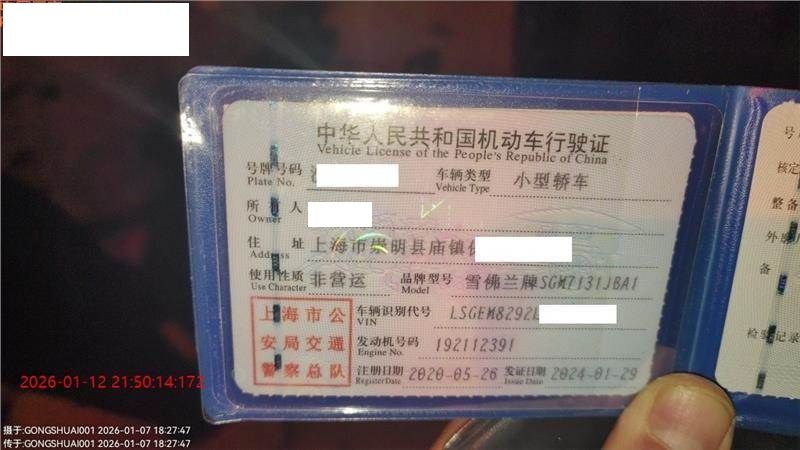 中华人民共和国机动车行驶证
Vehicle License of the People's Republic of China
号牌号码
Plate No.
车辆类型 小型轿车
Vehicle Type
所有人
Owner
住址 上海市崇明县庙镇
Address
使用性质 非营运
Use Character
品牌型号 雪佛兰牌SGM7131JBA1
Model
上海市公
安局交通
警察总队
车辆识别代号 LSGEM8292L
VIN
发动机号码 192112391
Engine No.
注册日期 2020-05-26
Register Date
发证日期 2024-01-29
Issue Date
号
核定
整备
外
备
检验记录
2026-01-12 21:50:14:172
摄于:GONGSHUAI001 2026-01-07 18:27:47
传于:GONGSHUAI001 2026-01-07 18:27:47